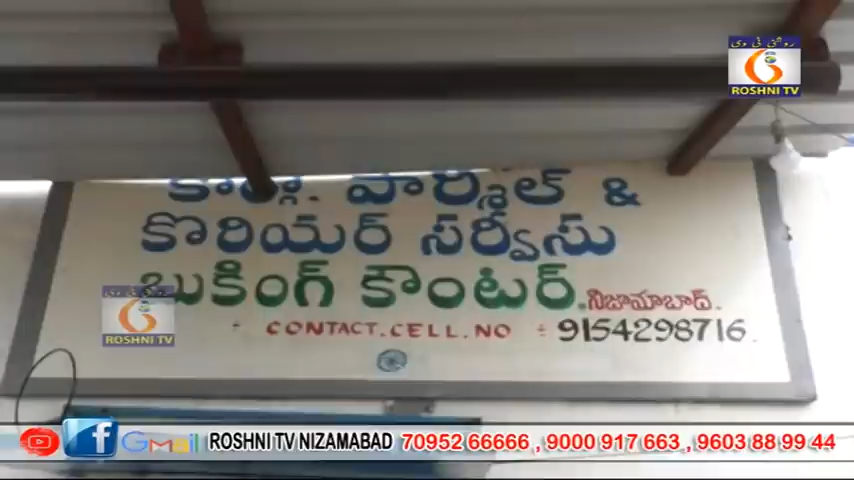 రోష్ని టీవీ
ROSHNI TV
పార్శిల్ &
కొరియర్ సర్వీసు
బుకింగ్ కౌంటర్. నిజామాబాద్.
CONTACT. CELL. NO : 9154298716.
ROSHNI TV
Gmail ROSHNI TV NIZAMABAD 70952 66666 , 9000 917 663 , 9603 88 99 44